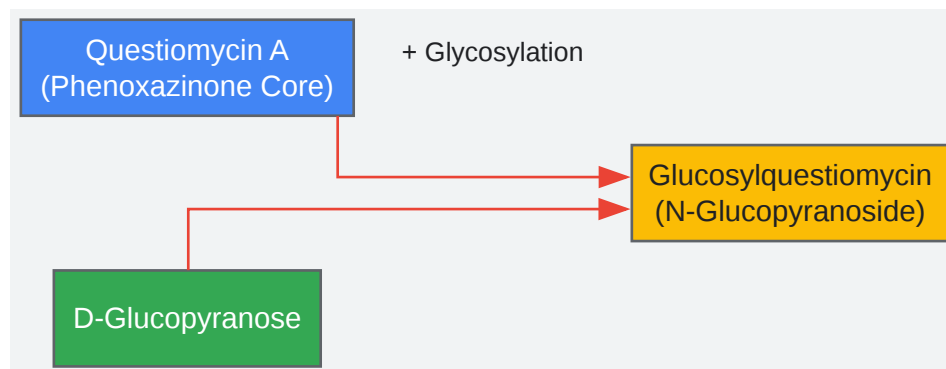 Questiomycin A
(Phenoxazinone Core)
+ Glycosylation
Glucosylquestiomycin
(N-Glucopyranoside)
D-Glucopyranose